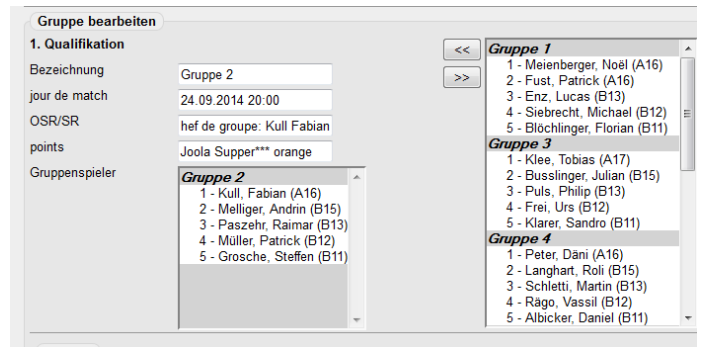 Gruppe bearbeiten
1. Qualifikation
Bezeichnung Gruppe 2
jour de match 24.09.2014 20:00
OSR/SR hef de groupe: Kull Fabian
points Joola Supper*** orange
Gruppenspieler
Gruppe 2
1 - Kull, Fabian (A16)
2 - Melliger, Andrin (B15)
3 - Paszehr, Raimar (B13)
4 - Müller, Patrick (B12)
5 - Grosche, Steffen (B11)
<<
>>
Gruppe 1
1 - Meienberger, Noël (A16)
2 - Fust, Patrick (A16)
3 - Enz, Lucas (B13)
4 - Siebrecht, Michael (B12)
5 - Blöchlinger, Florian (B11)
Gruppe 3
1 - Klee, Tobias (A17)
2 - Busslinger, Julian (B15)
3 - Puls, Philip (B13)
4 - Frei, Urs (B12)
5 - Klarer, Sandro (B11)
Gruppe 4
1 - Peter, Däni (A16)
2 - Langhart, Roli (B15)
3 - Schletti, Martin (B13)
4 - Rägo, Vassil (B12)
5 - Albicker, Daniel (B11)